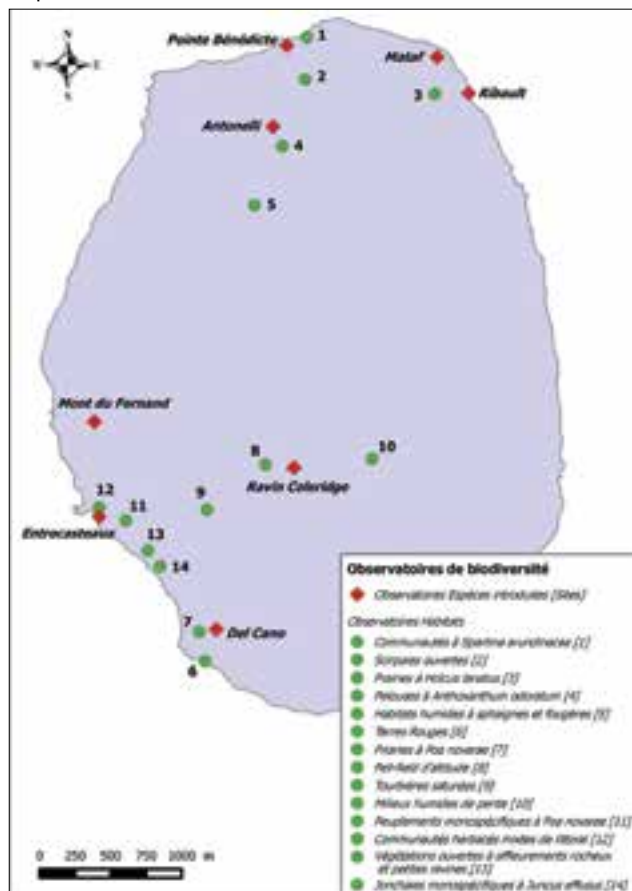 Pointe Bénédicte
1
Mataf
2
3
Ribault
Antonelli
4
5
Mont du Fernand
8
10
Ravin Coleridge
12
11
9
Entrecasteaux
13
14
7
Del Cano
6
Observatoires de biodiversité
Observatoires Espèces introduites [Sites]
Observatoires Habitats
Communautés à Spartina arundinacea [1]
Scirpaies ouvertes [2]
Prairies à Holcus lanatus [3]
Pelouses à Anthoxanthum odoratum [4]
Habitats humides à sphaignes et fougères [5]
Terres Rouges [6]
Prairies à Poa novarae [7]
Fell-field d'altitude [8]
Tourbières saturées [9]
Milieux humides de pente [10]
Peuplements monospécifiques à Poa novarae [11]
Communautés herbacés mixtes de littoral [12]
Végétations ouvertes à affleurements rocheux
et petites ravines [13]
Jonchaies monospécifiques à Juncus effusus [14]
0 250 500 750 1000 m